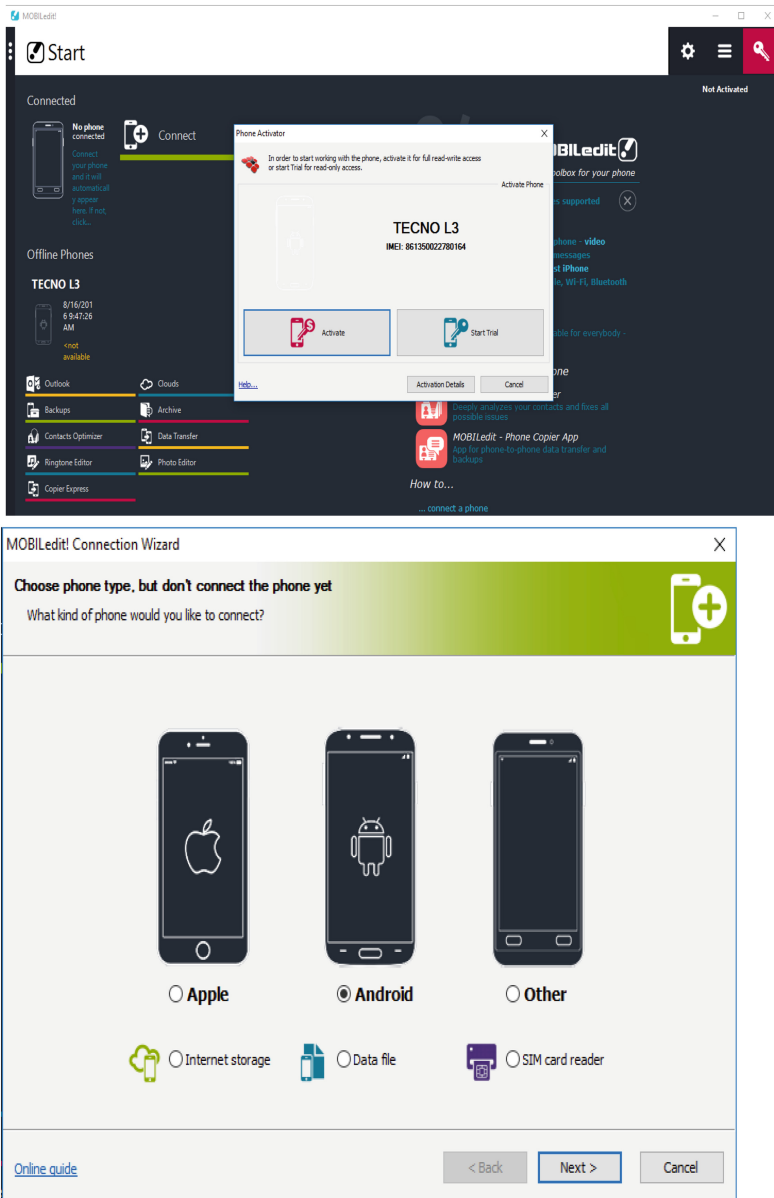 MOBILedit!
Start
Not Activated
Connected
No phone
connected
Connect
your phone
and it will
automaticall
y appear
here. If not,
click...
Connect
Offline Phones
TECNO L3
8/16/201
6 9:47:26
AM
<not
available
Outlook
Clouds
Backups
Archive
Contacts Optimizer
Data Transfer
Ringtone Editor
Photo Editor
Copier Express
Phone Activator
In order to start working with the phone, activate it for full read-write access
or start Trial for read-only access.
Activate Phone
TECNO L3
IMEI: 861350022780164
Activate
Start Trial
Help...
Activation Details
Cancel
BILedit
olbox for your phone
es supported
phone - video
messages
st iPhone
le, Wi-Fi, Bluetooth
able for everybody -
one
er
Deeply analyzes your contacts and fixes all
possible issues
MOBILedit - Phone Copier App
App for phone-to-phone data transfer and
backups
How to...
... connect a phone
MOBILedit! Connection Wizard
Choose phone type, but don't connect the phone yet
What kind of phone would you like to connect?
Apple
Android
Other
Internet storage
Data file
SIM card reader
Online guide
< Back
Next >
Cancel